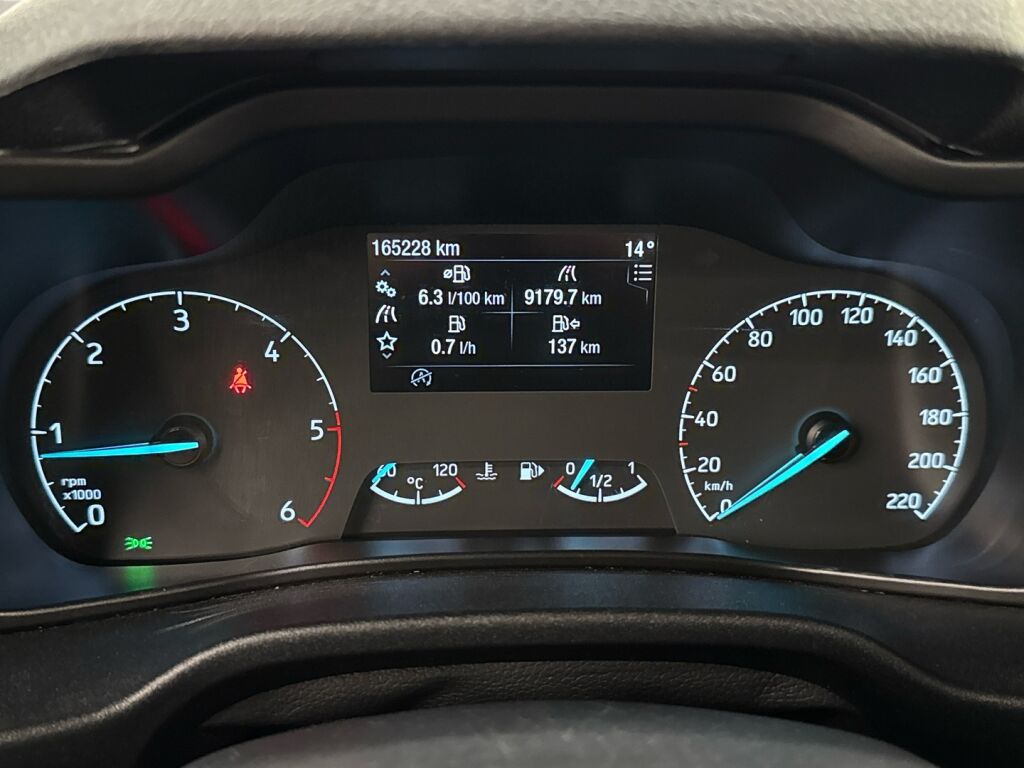 165228 km 14°
6.3 l/100 km 9179.7 km
0.7 l/h 137 km
0 1 2 3 4 5 6
rpm
x1000
60 120
°C
0 1/2 1
0 20 40 60 80 100 120 140 160 180 200 220
km/h
A